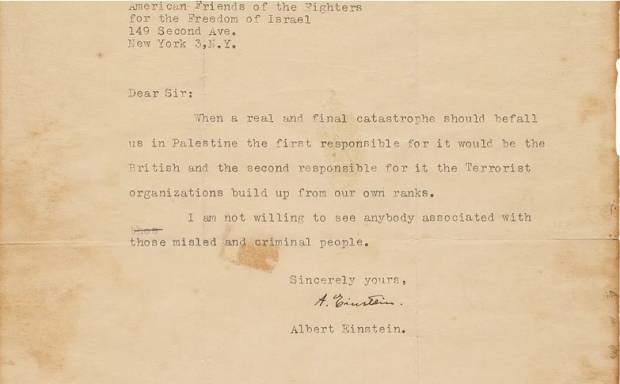 American Friends of the Fighters
for the Freedom of Israel
149 Second Ave.
New York 3,N.Y.
Dear Sir:
When a real and final catastrophe should befall
us in Palestine the first responsible for it would be the
British and the second responsible for it the Terrorist
organizations build up from our own ranks.
I am not willing to see anybody associated with
those misled and criminal people.
Sincerely yours,
A. Einstein.
Albert Einstein.